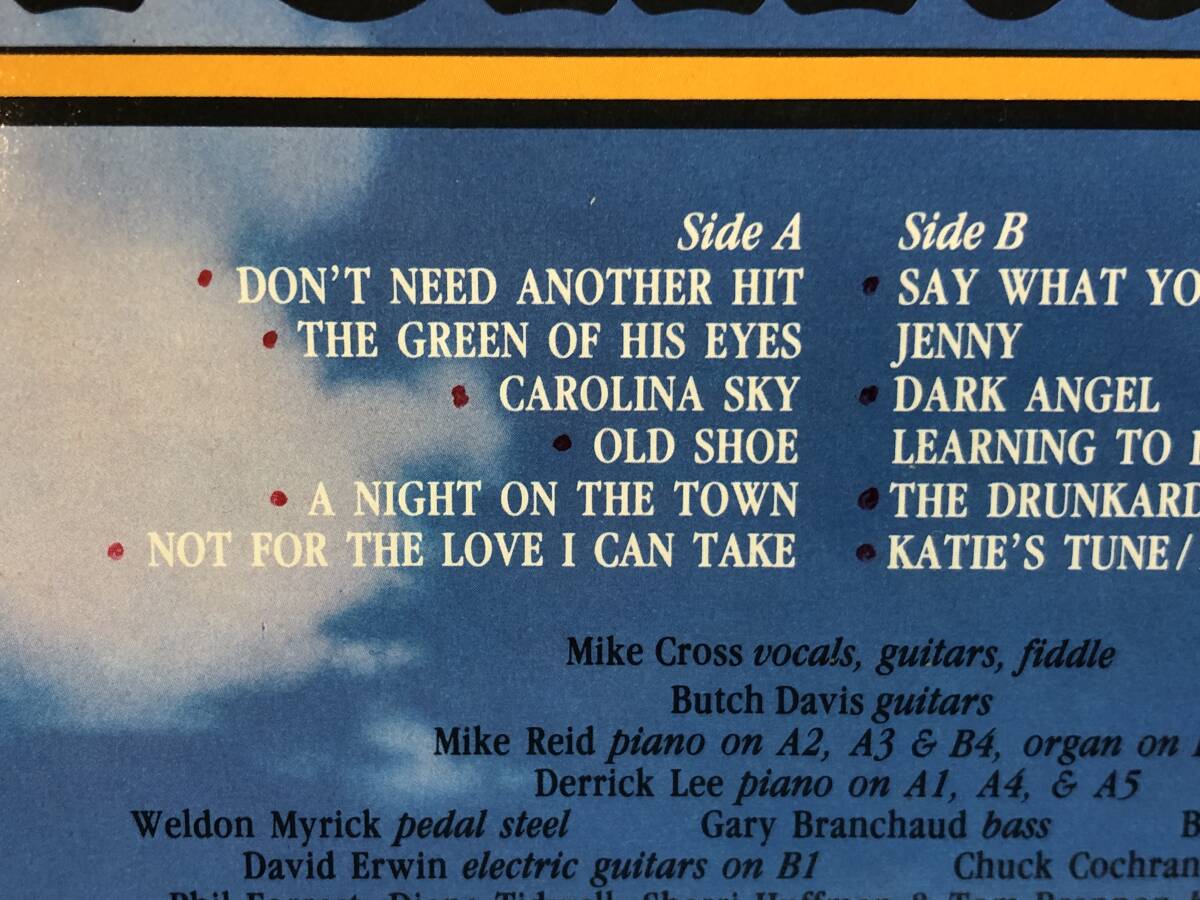 Side A
DON'T NEED ANOTHER HIT
THE GREEN OF HIS EYES
CAROLINA SKY
OLD SHOE
A NIGHT ON THE TOWN
NOT FOR THE LOVE I CAN TAKE
Side B
SAY WHAT YO
JENNY
DARK ANGEL
LEARNING TO
THE DRUNKARD
KATIE'S TUNE/
Mike Cross vocals, guitars, fiddle
Butch Davis guitars
Mike Reid piano on A2, A3 & B4, organ on
Derrick Lee piano on A1, A4, & A5
Weldon Myrick pedal steel Gary Branchaud bass B
David Erwin electric guitars on B1 Chuck Cochran